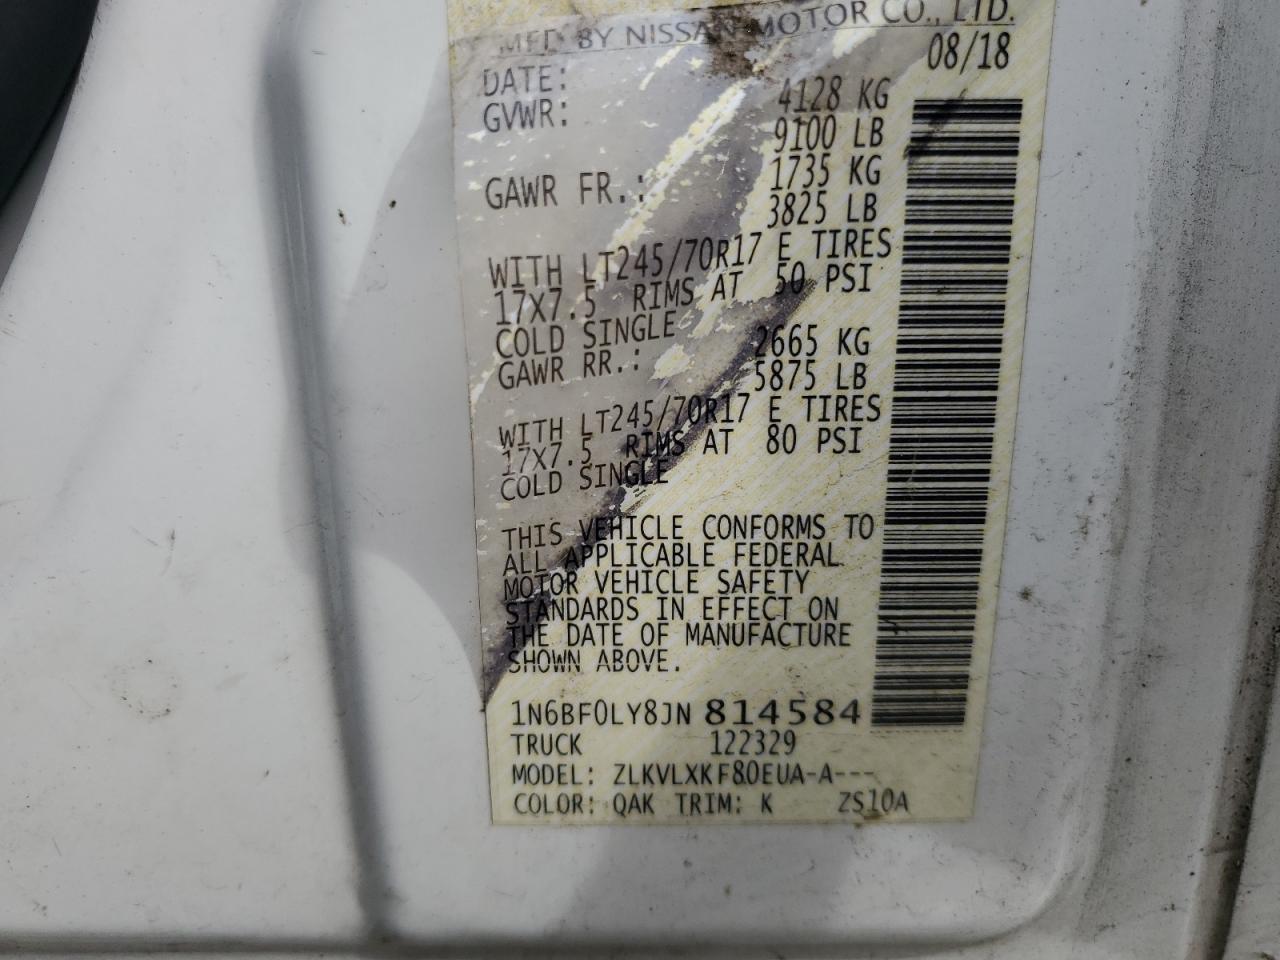 MFD BY NISSAN MOTOR CO., LTD.
DATE: 08/18
GVWR: 4128 KG
9100 LB
GAWR FR.: 1735 KG
3825 LB
WITH LT245/70R17 E TIRES
17X7.5 RIMS AT 50 PSI
COLD SINGLE
GAWR RR.: 2665 KG
5875 LB
WITH LT245/70R17 E TIRES
17X7.5 RIMS AT 80 PSI
COLD SINGLE
THIS VEHICLE CONFORMS TO
ALL APPLICABLE FEDERAL
MOTOR VEHICLE SAFETY
STANDARDS IN EFFECT ON
THE DATE OF MANUFACTURE
SHOWN ABOVE.
1N6BF0LY8JN 814584
TRUCK 122329
MODEL: ZLKVLXKF80EUA-A---
COLOR: QAK TRIM: K ZS10A